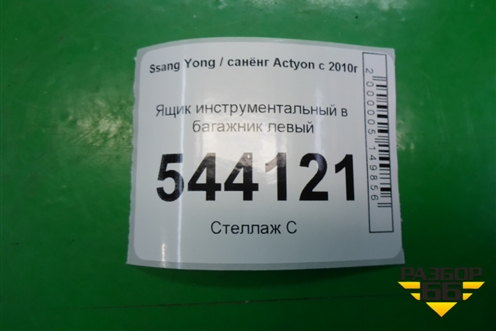 Ssang Yong / санёнг Actyon с 2010г
Ящик инструментальный в
багажник левый
544121
Стеллаж С
2000005149856
РАЗБОР
66